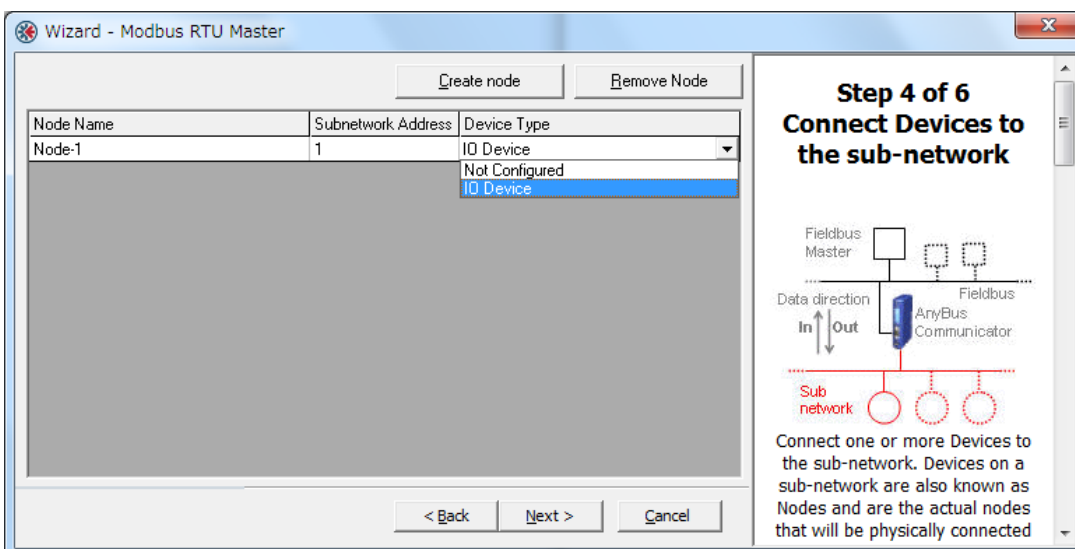 Wizard - Modbus RTU Master
Create node
Remove Node
Node Name Subnetwork Address Device Type
Node-1 1 IO Device
Not Configured
IO Device
< Back
Next >
Cancel
Step 4 of 6
Connect Devices to
the sub-network
Fieldbus
Master
Fieldbus
Data direction
In Out
AnyBus
Communicator
Sub
network
Connect one or more Devices to
the sub-network. Devices on a
sub-network are also known as
Nodes and are the actual nodes
that will be physically connected